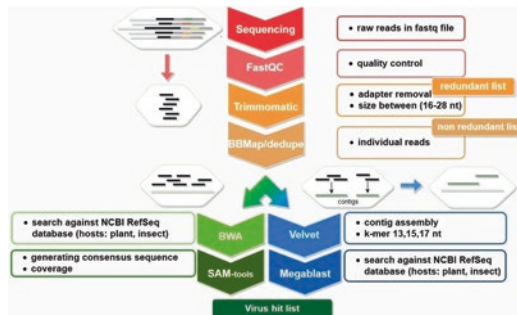 Sequencing
• raw reads in fastq file
FastQC
• quality control
redundant list
Trimmomatic
• adapter removal
• size between (16-28 nt)
non redundant list
BBMap/dedupe
• individual reads
contigs
• search against NCBI RefSeq
database (hosts: plant, insect)
BWA
Velvet
• contig assembly
• k-mer 13,15,17 nt
• generating consensus sequence
• coverage
SAM-tools
Megablast
• search against NCBI RefSeq
database (hosts: plant, insect)
Virus hit list